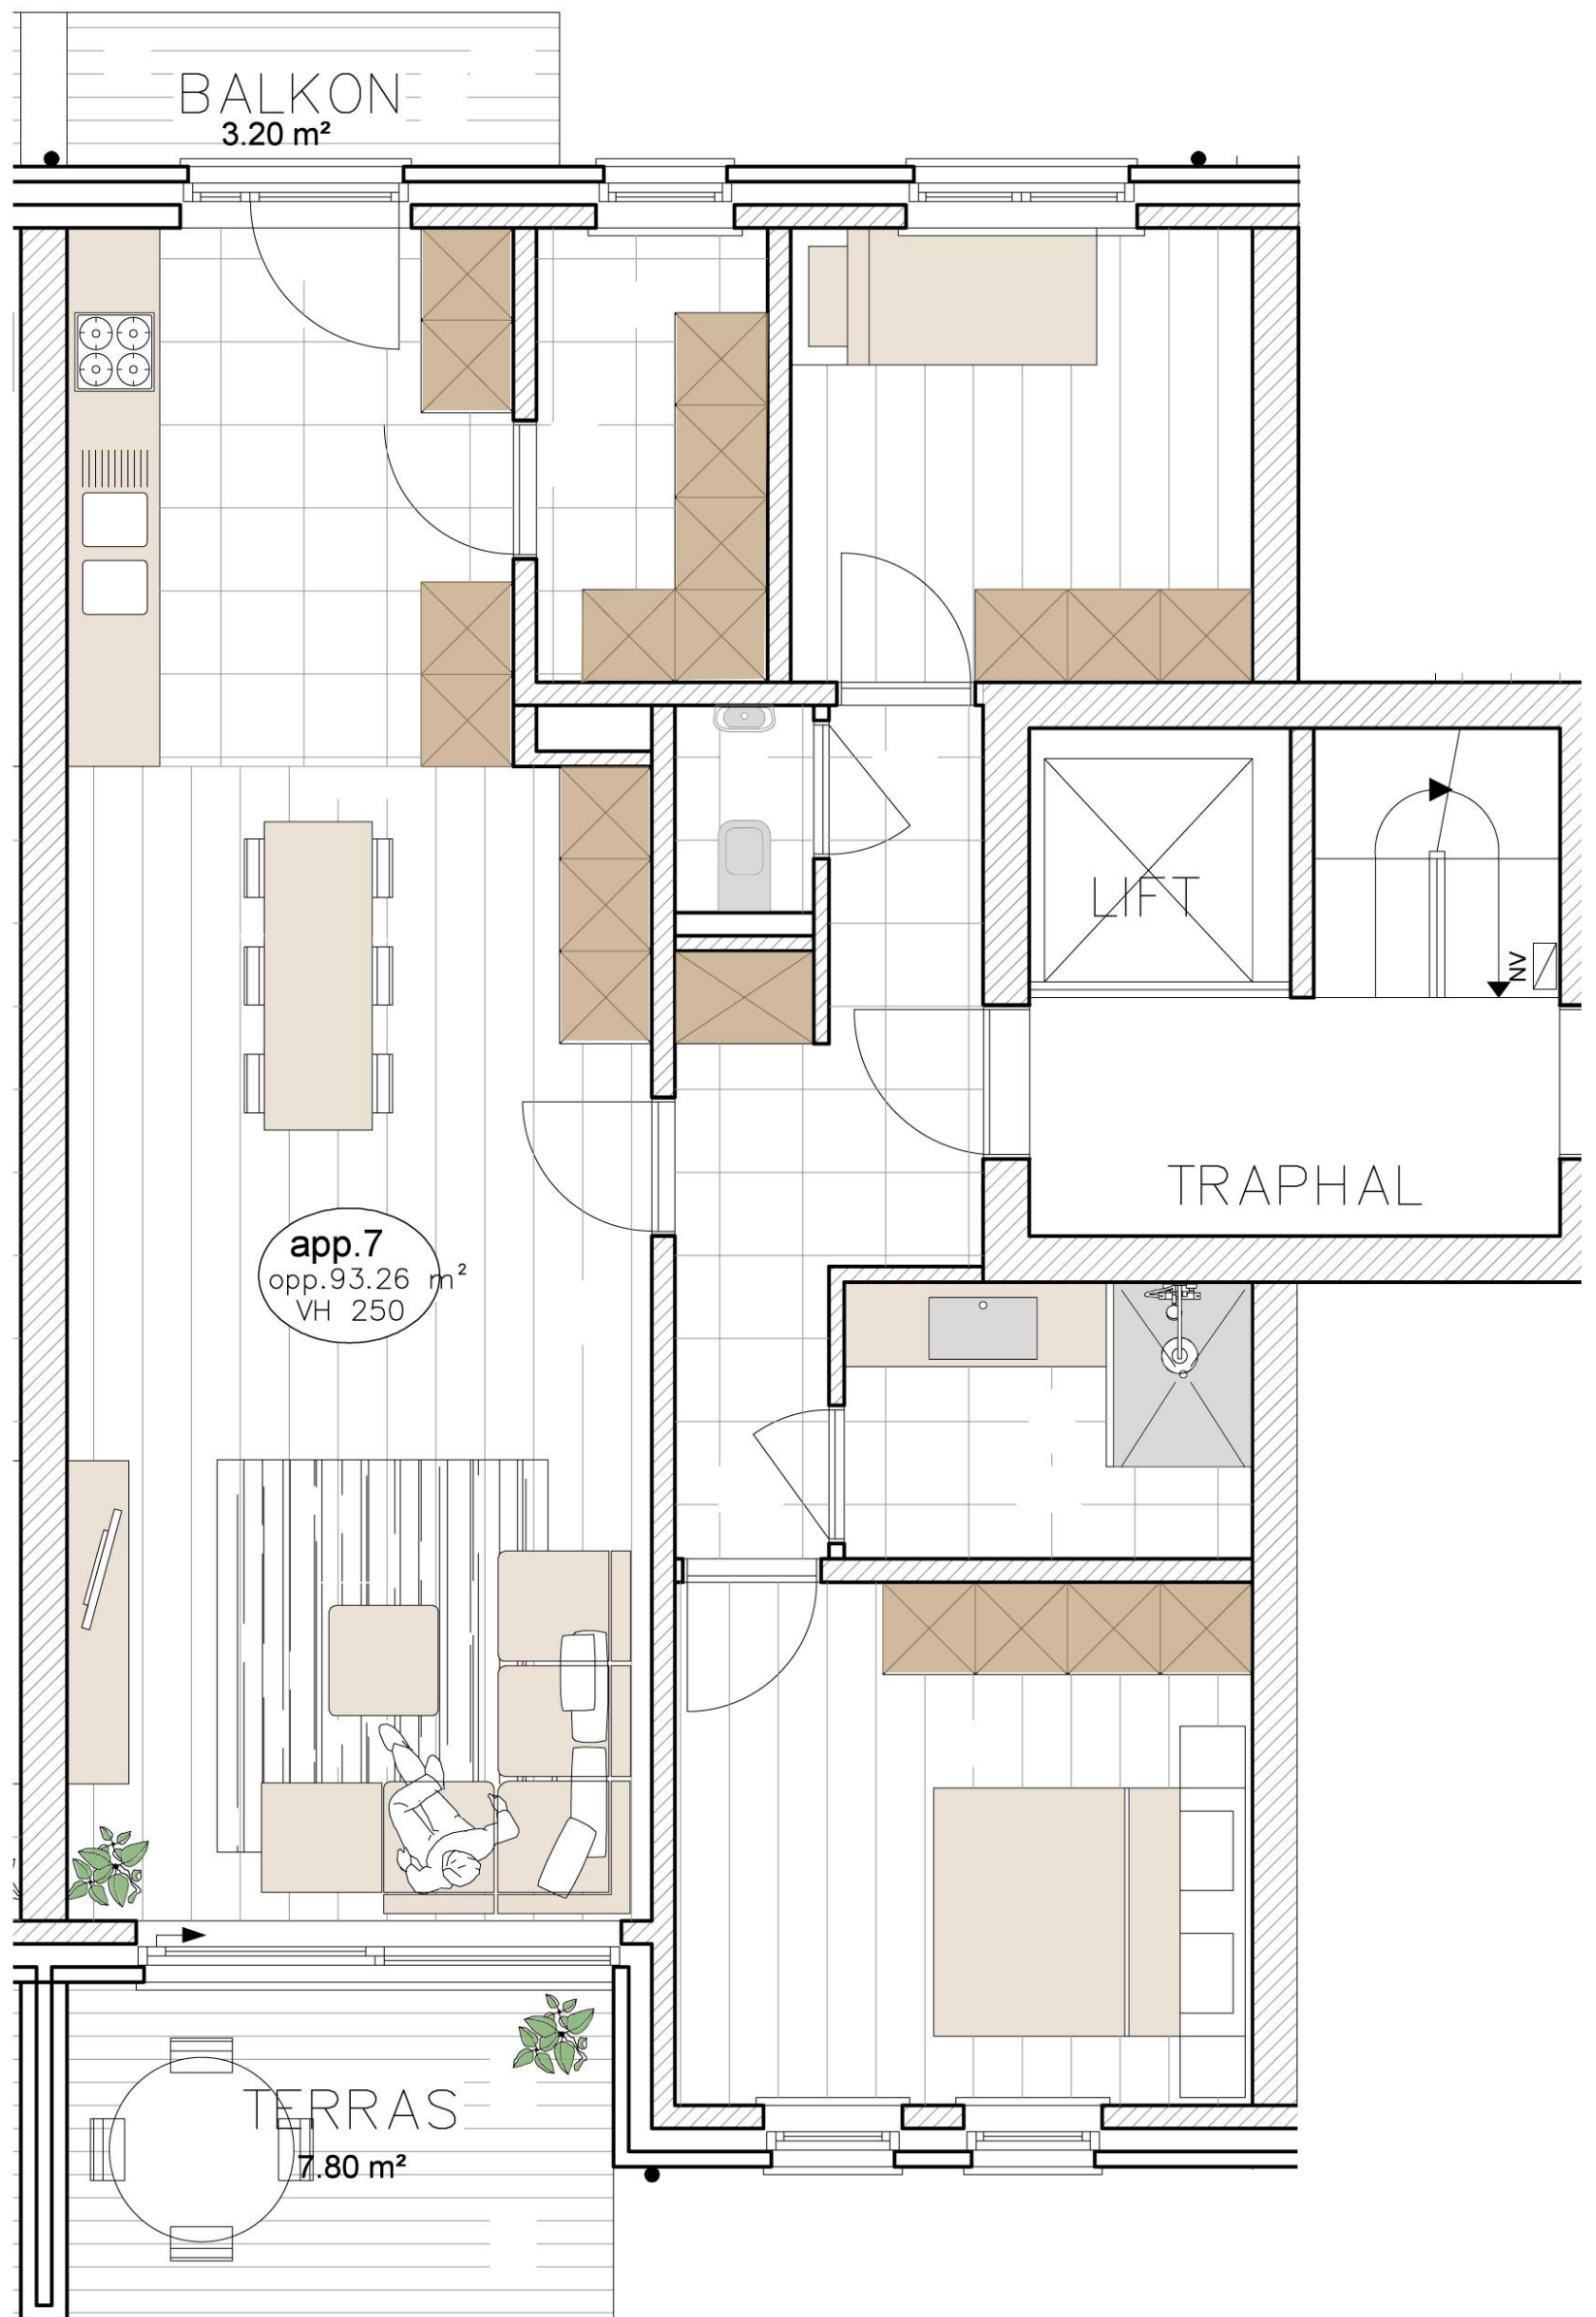 BALKON
3.20 m²
LIFT
NV
TRAPHAL
app.7
opp.93.26 m²
VH 250
TERRAS
7.80 m²